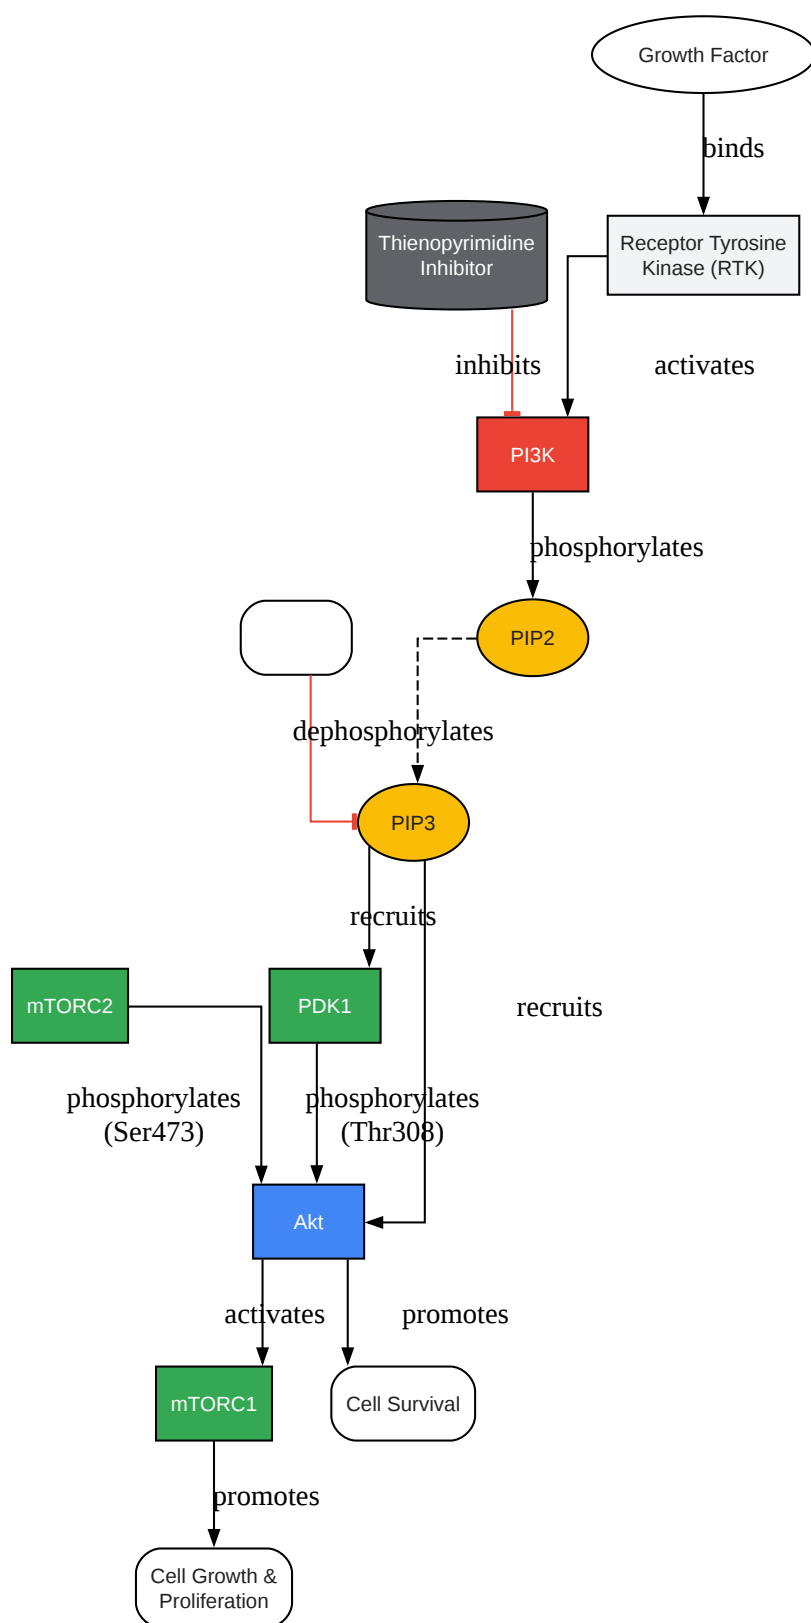 Growth Factor
binds
Thienopyrimidine
Inhibitor
Receptor Tyrosine
Kinase (RTK)
inhibits
activates
PI3K
phosphorylates
PIP2
dephosphorylates
PIP3
recruits
mTORC2
PDK1
recruits
phosphorylates
(Ser473)
phosphorylates
(Thr308)
Akt
activates
promotes
mTORC1
Cell Survival
promotes
Cell Growth &
Proliferation